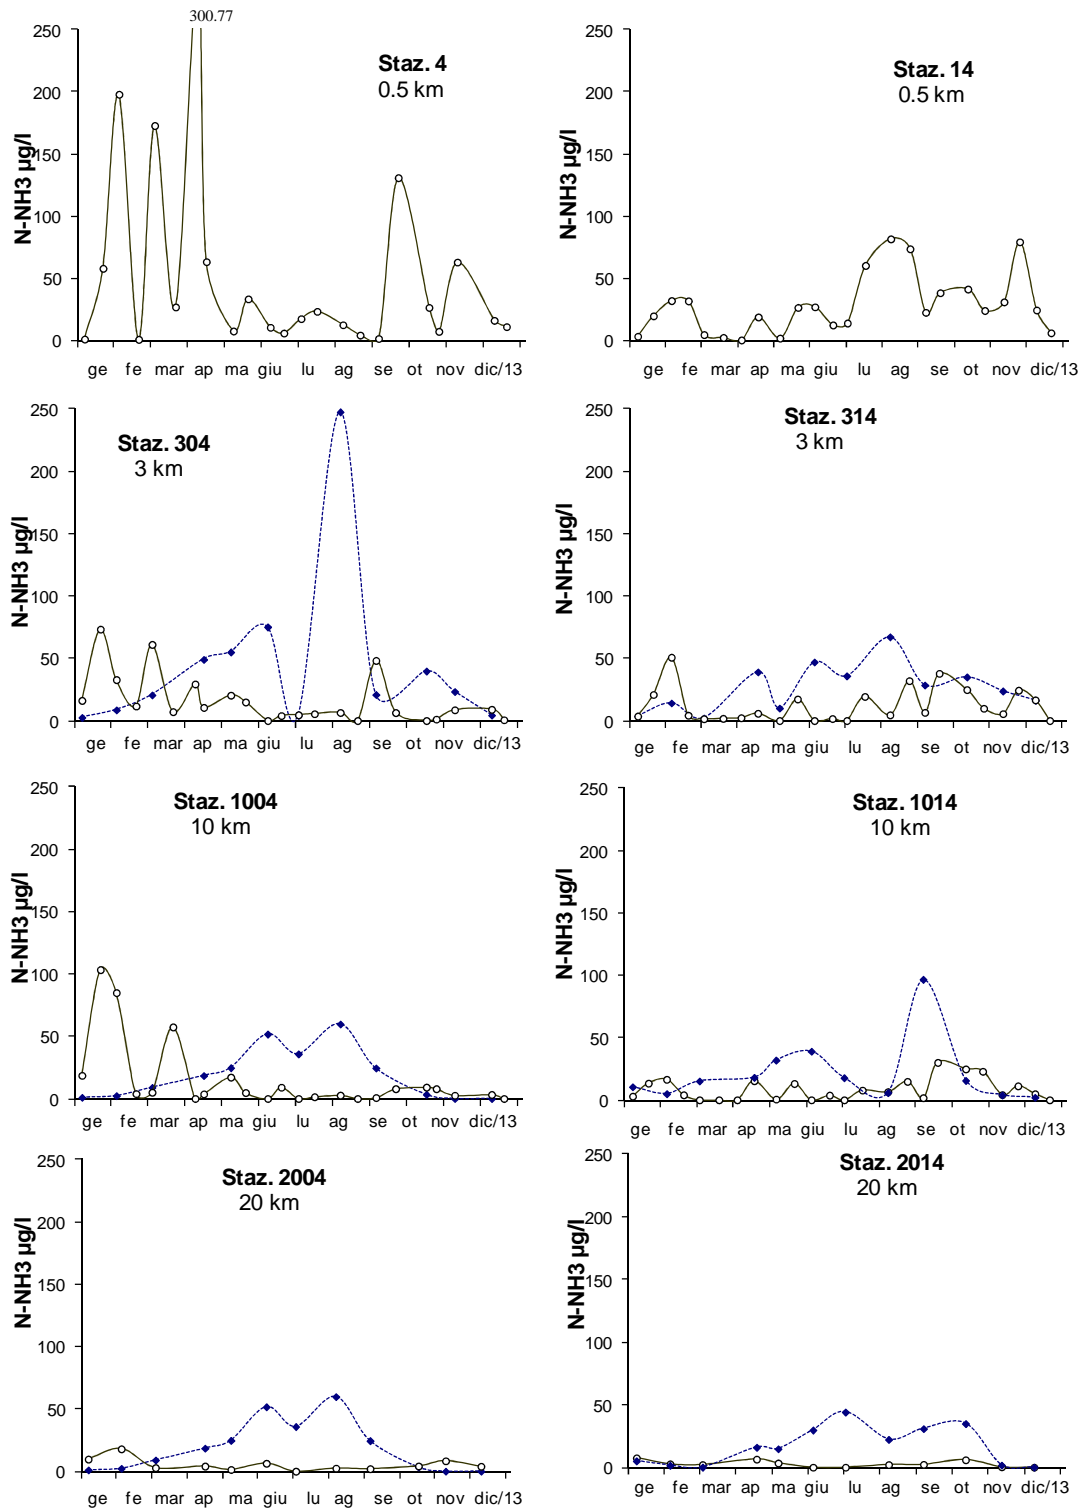 300.77
Staz. 4
0.5 km
N-NH3 µg/l
250
200
150
100
50
0
ge fe mar ap ma giu lu ag se ot nov dic/13
Staz. 14
0.5 km
N-NH3 µg/l
250
200
150
100
50
0
ge fe mar ap ma giu lu ag se ot nov dic/13
Staz. 304
3 km
N-NH3 µg/l
250
200
150
100
50
0
ge fe mar ap ma giu lu ag se ot nov dic/13
Staz. 314
3 km
N-NH3 µg/l
250
200
150
100
50
0
ge fe mar ap ma giu lu ag se ot nov dic/13
Staz. 1004
10 km
N-NH3 µg/l
250
200
150
100
50
0
ge fe mar ap ma giu lu ag se ot nov dic/13
Staz. 1014
10 km
N-NH3 µg/l
250
200
150
100
50
0
ge fe mar ap ma giu lu ag se ot nov dic/13
Staz. 2004
20 km
N-NH3 µg/l
250
200
150
100
50
0
ge fe mar ap ma giu lu ag se ot nov dic/13
Staz. 2014
20 km
N-NH3 µg/l
250
200
150
100
50
0
ge fe mar ap ma giu lu ag se ot nov dic/13